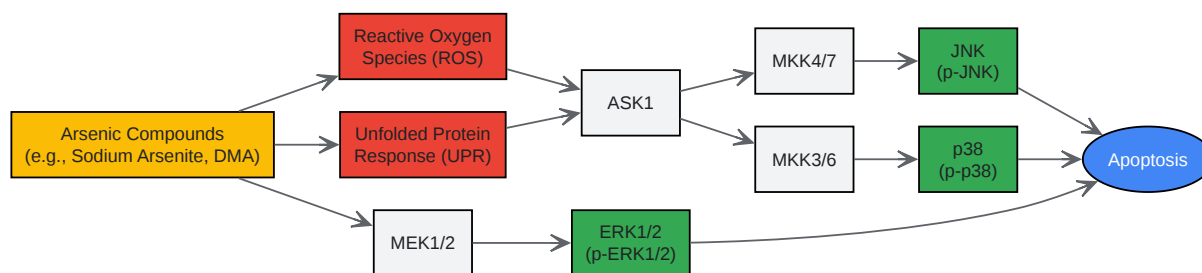 Reactive Oxygen
Species (ROS)
MKK4/7
JNK
(p-JNK)
ASK1
Arsenic Compounds
(e.g., Sodium Arsenite, DMA)
Unfolded Protein
Response (UPR)
MKK3/6
p38
(p-p38)
Apoptosis
MEK1/2
ERK1/2
(p-ERK1/2)